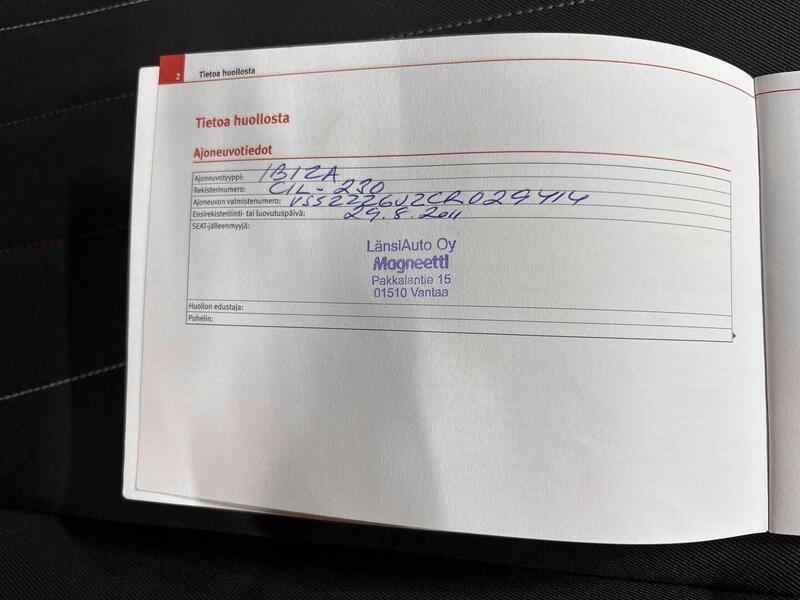 2 Tietoa huollosta
Tietoa huollosta
Ajoneuvotiedot
Ajoneuvotyyppi: IBIZA
Rekisterinumero: CIL-230
Ajoneuvon valmistenumero: VSSZZZ6JZCR029414
Ensirekisteröinti- tai luovutuspäivä: 29.8.2011
SEAT-jälleenmyyjä:
LänsiAuto Oy
Magneetti
Pakkalantie 15
01510 Vantaa
Huollon edustaja:
Puhelin: